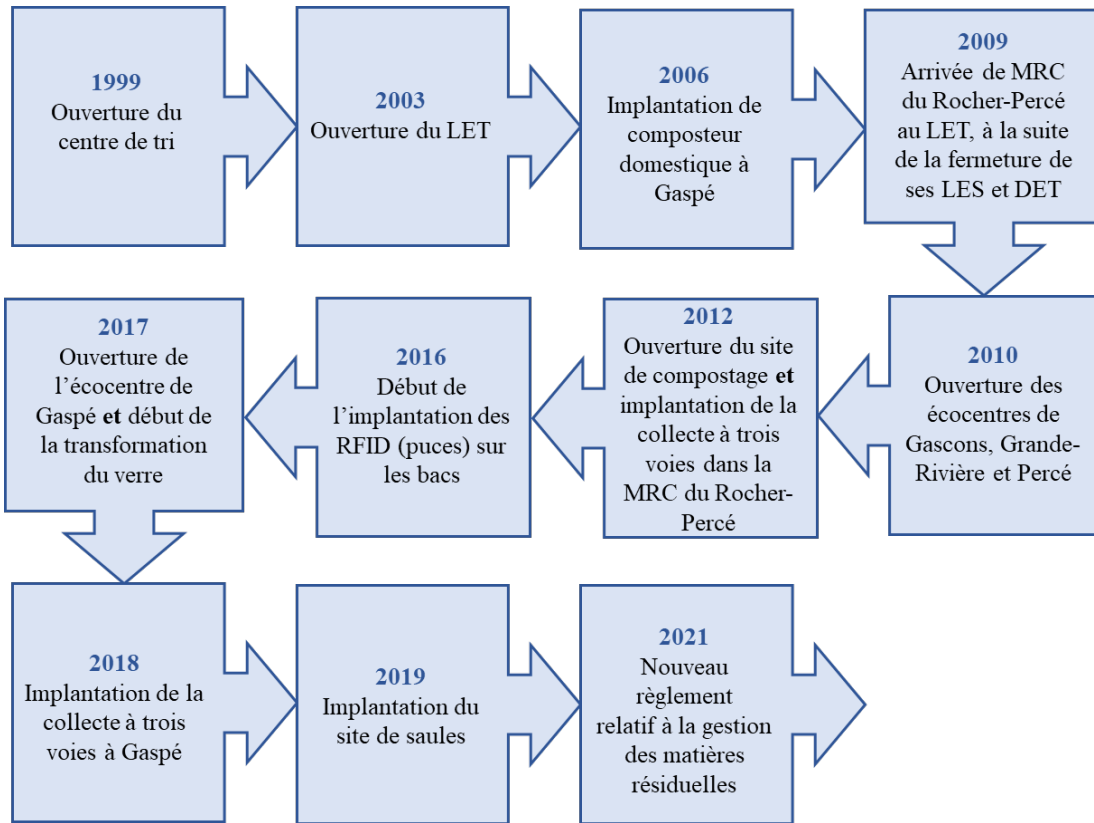 1999
Ouverture du
centre de tri
2003
Ouverture du LET
2006
Implantation de
composteur
domestique à
Gaspé
2009
Arrivée de MRC
du Rocher-Percé
au LET, à la suite
de la fermeture de
ses LES et DET
2010
Ouverture des
écocentres de
Gascons, Grande-
Rivière et Percé
2012
Ouverture du site
de compostage et
implantation de la
collecte à trois
voies dans la
MRC du Rocher-
Percé
2016
Début de
l'implantation des
RFID (puces) sur
les bacs
2017
Ouverture de
l'écocentre de
Gaspé et début de
la transformation
du verre
2018
Implantation de la
collecte à trois
voies à Gaspé
2019
Implantation du
site de saules
2021
Nouveau
règlement
relatif à la gestion
des matières
résiduelles